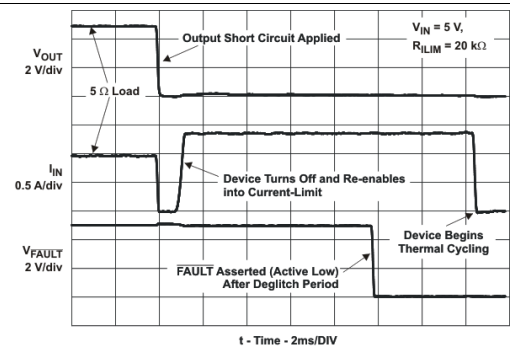 V_OUT
2 V/div
Output Short Circuit Applied
V_IN = 5 V,
R_ILIM = 20 kΩ
5 Ω Load
I_IN
0.5 A/div
Device Turns Off and Re-enables
into Current-Limit
Device Begins
Thermal Cycling
V_FAULT
2 V/div
FAULT Asserted (Active Low)
After Deglitch Period
t - Time - 2ms/DIV